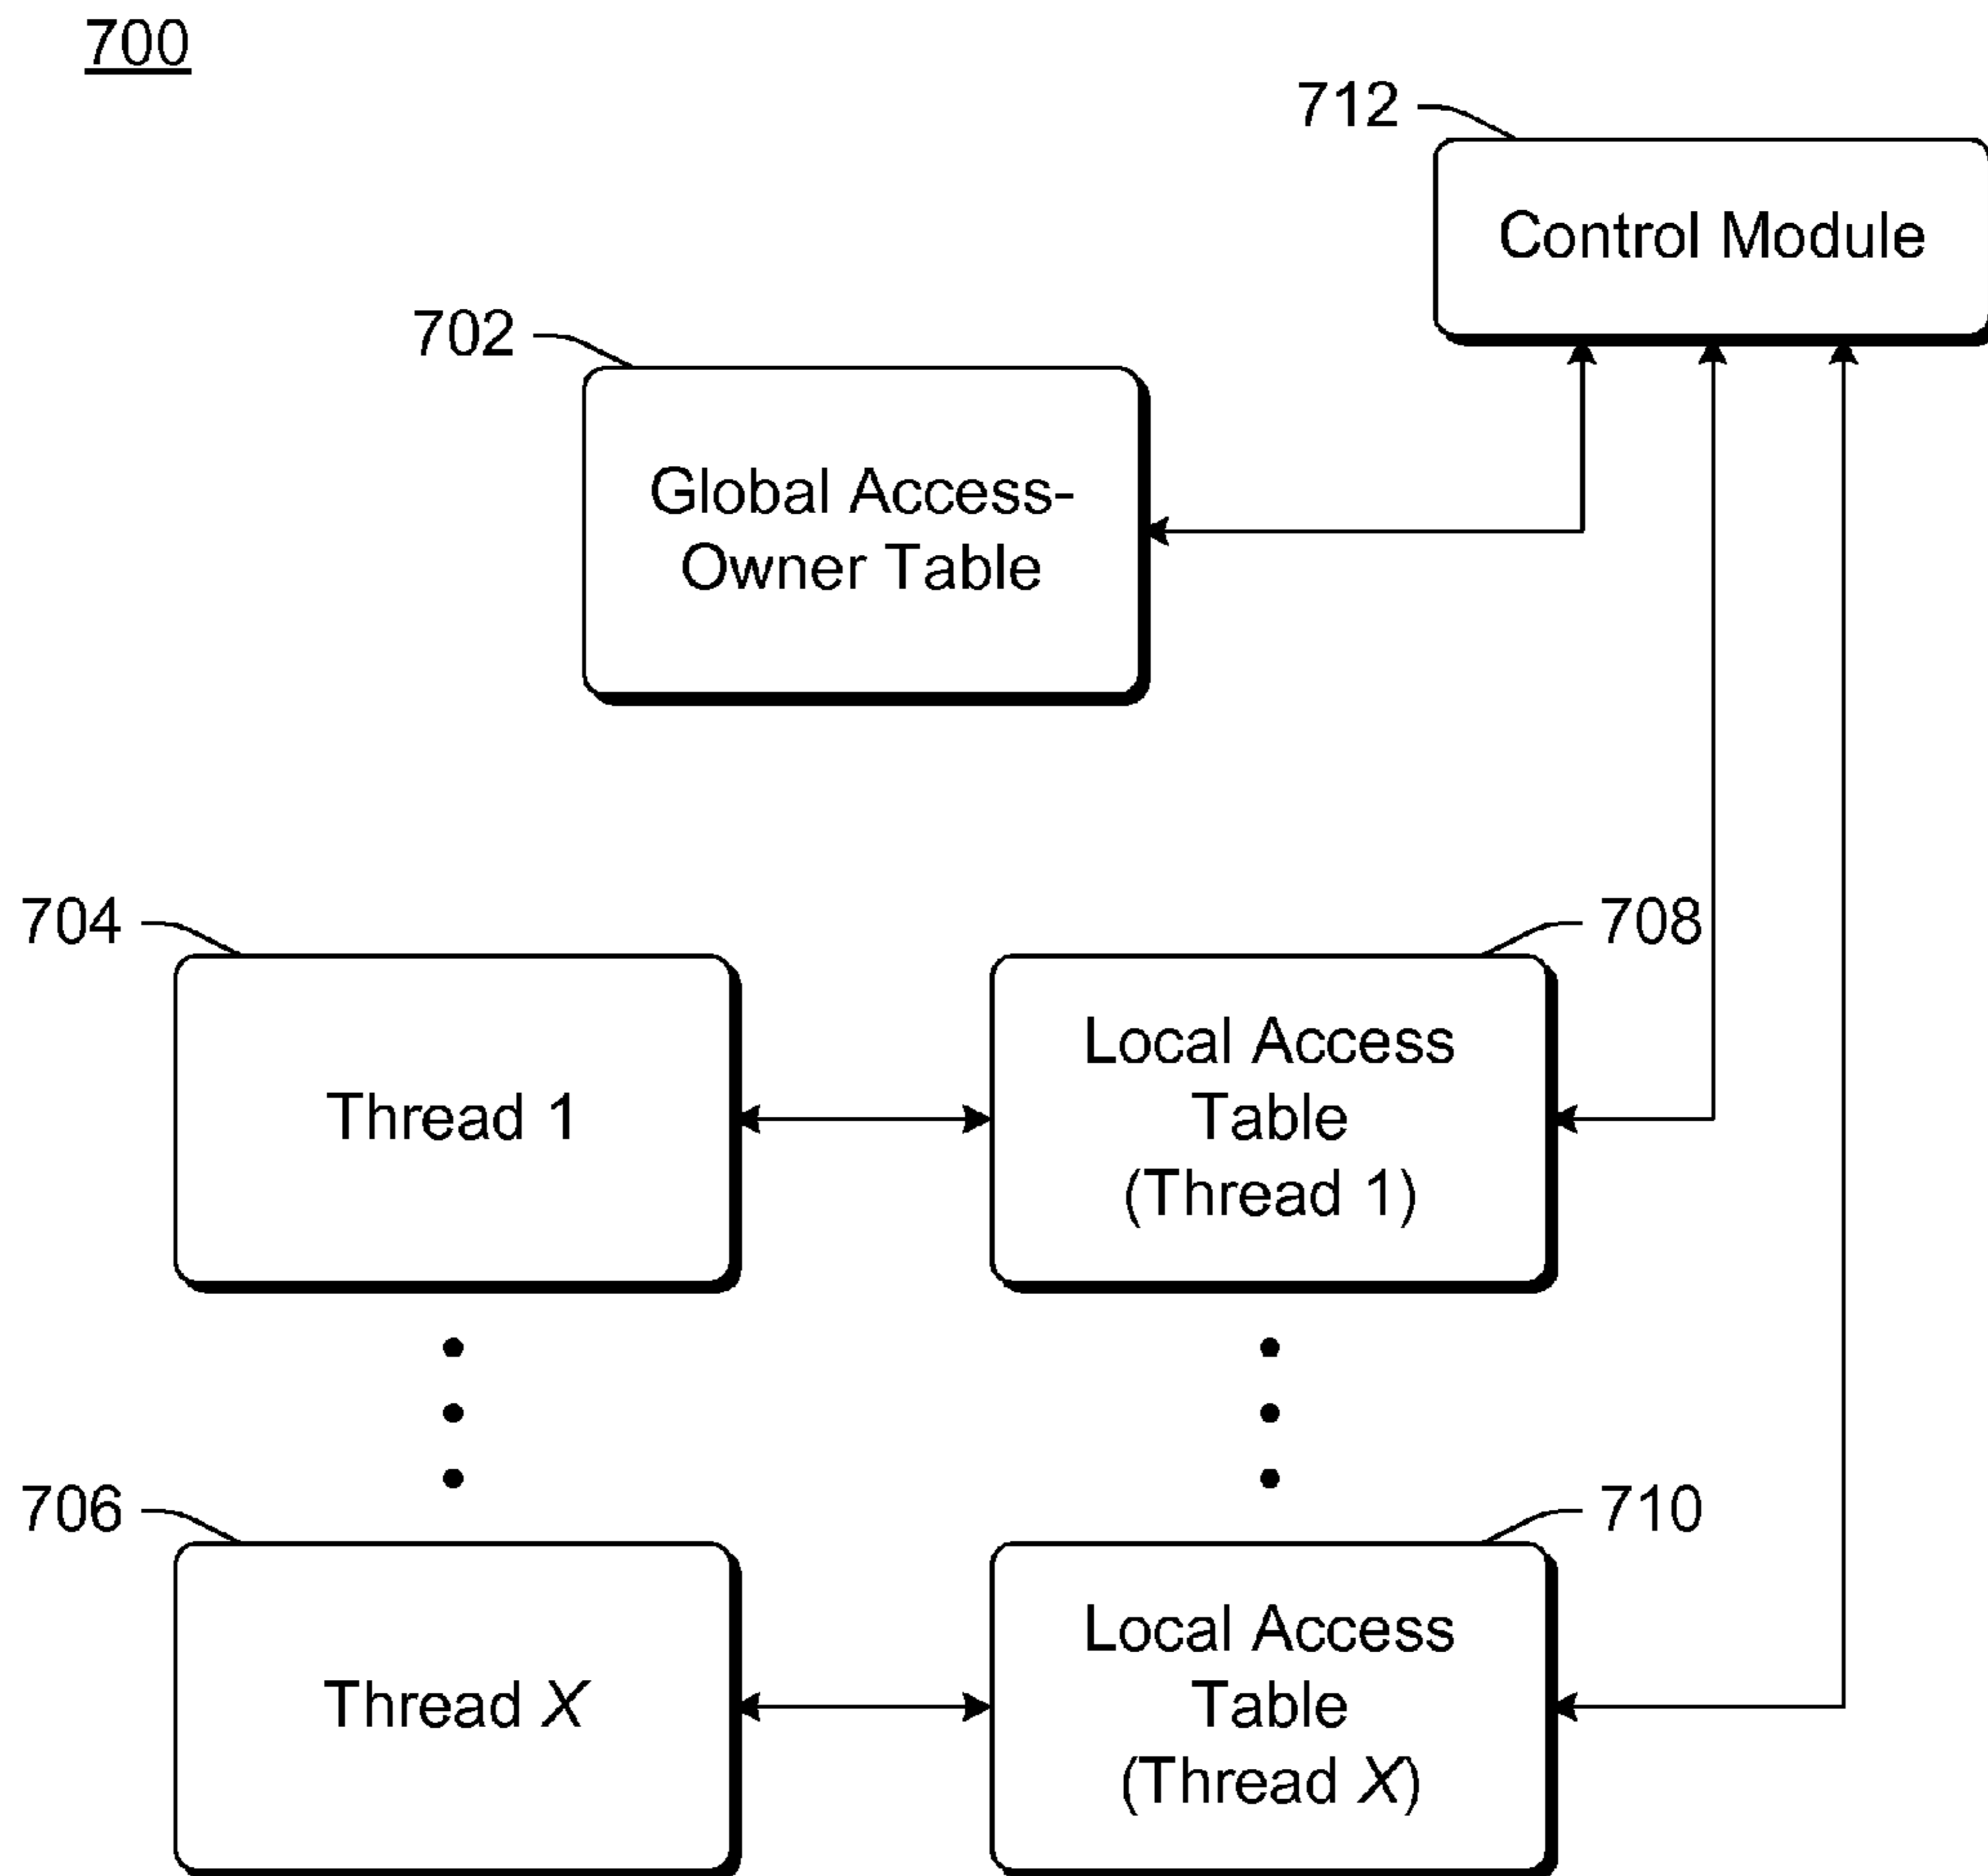 700
712
Control Module
702
Global Access-
Owner Table
704
708
Thread 1
Local Access
Table
(Thread 1)
706
710
Thread X
Local Access
Table
(Thread X)